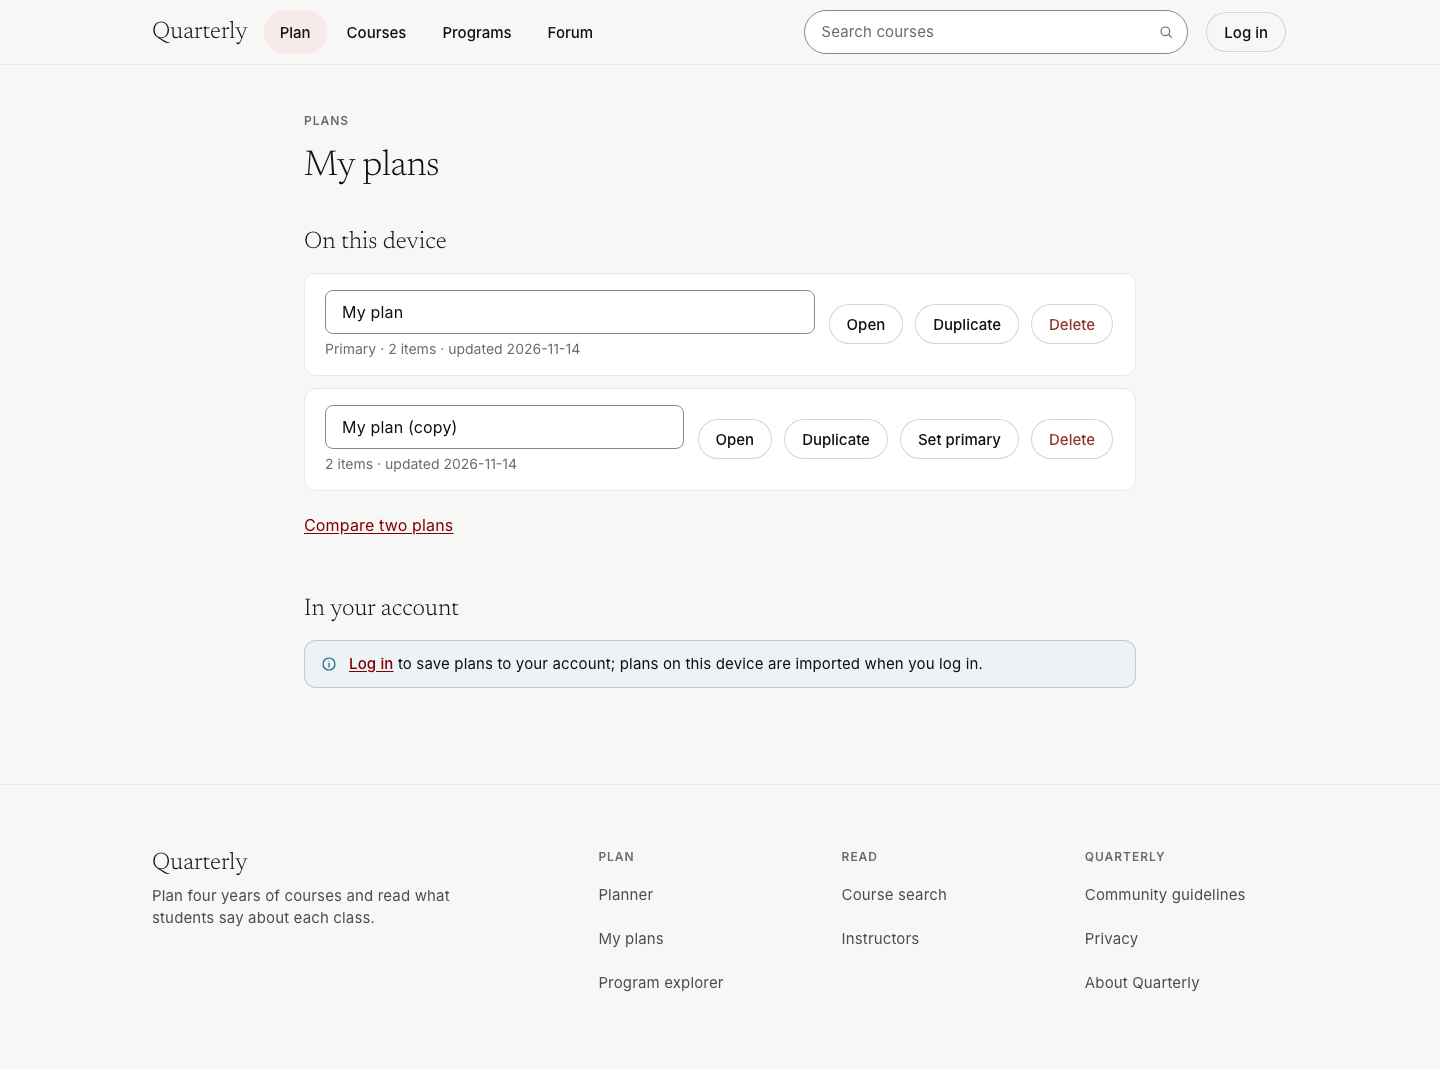 Quarterly
Plan
Courses
Programs
Forum
Search courses
Log in
PLANS
My plans
On this device
My plan
Primary · 2 items · updated 2026-11-14
Open
Duplicate
Delete
My plan (copy)
2 items · updated 2026-11-14
Open
Duplicate
Set primary
Delete
Compare two plans
In your account
Log in to save plans to your account; plans on this device are imported when you log in.
Quarterly
Plan four years of courses and read what
students say about each class.
PLAN
Planner
My plans
Program explorer
READ
Course search
Instructors
QUARTERLY
Community guidelines
Privacy
About Quarterly